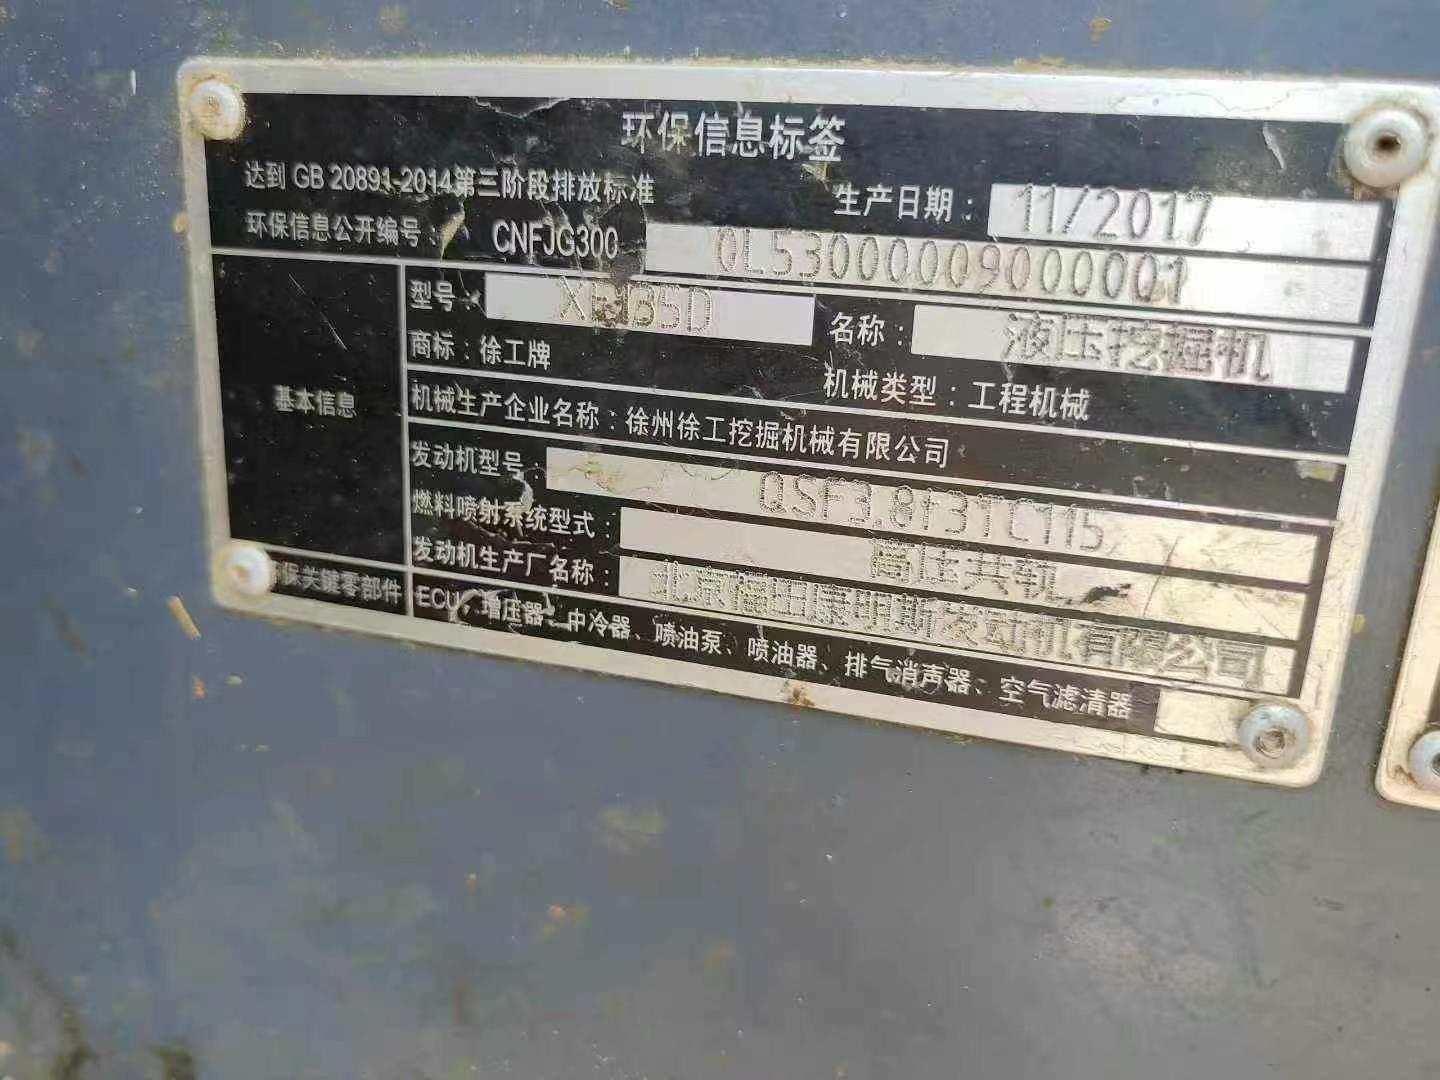 环保信息标签
达到 GB 20891-2014第三阶段排放标准
生产日期：11/2017
环保信息公开编号：CNFJG300 0L53000009000001
基本信息
型号：XE135D
名称：液压挖掘机
商标：徐工牌
机械类型：工程机械
机械生产企业名称：徐州徐工挖掘机械有限公司
发动机型号 QSF3.8t3TC115
燃料喷射系统型式：高压共轨
发动机生产厂名称：北京福田康明斯发动机有限公司
环保关键零部件 ECU、增压器、中冷器、喷油泵、喷油器、排气消声器、空气滤清器